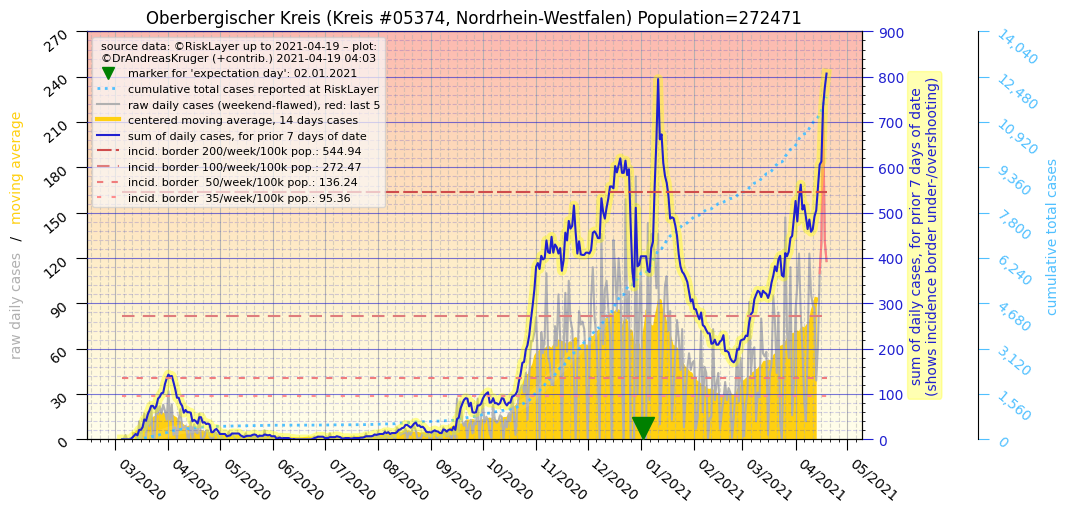 Oberbergischer Kreis (Kreis #05374, Nordrhein-Westfalen) Population=272471
source data: ©RiskLayer up to 2021-04-19 – plot:
©DrAndreasKruger (+contrib.) 2021-04-19 04:03
marker for 'expectation day': 02.01.2021
cumulative total cases reported at RiskLayer
raw daily cases (weekend-flawed), red: last 5
centered moving average, 14 days cases
sum of daily cases, for prior 7 days of date
incid. border 200/week/100k pop.: 544.94
incid. border 100/week/100k pop.: 272.47
incid. border  50/week/100k pop.: 136.24
incid. border  35/week/100k pop.: 95.36
raw daily cases / moving average
270
240
210
180
150
120
90
60
30
0
03/2020
04/2020
05/2020
06/2020
07/2020
08/2020
09/2020
10/2020
11/2020
12/2020
01/2021
02/2021
03/2021
04/2021
05/2021
900
800
700
600
500
400
300
200
100
0
sum of daily cases, for prior 7 days of date
(shows incidence border under-/overshooting)
14,040
12,480
10,920
9,360
7,800
6,240
4,680
3,120
1,560
0
cumulative total cases